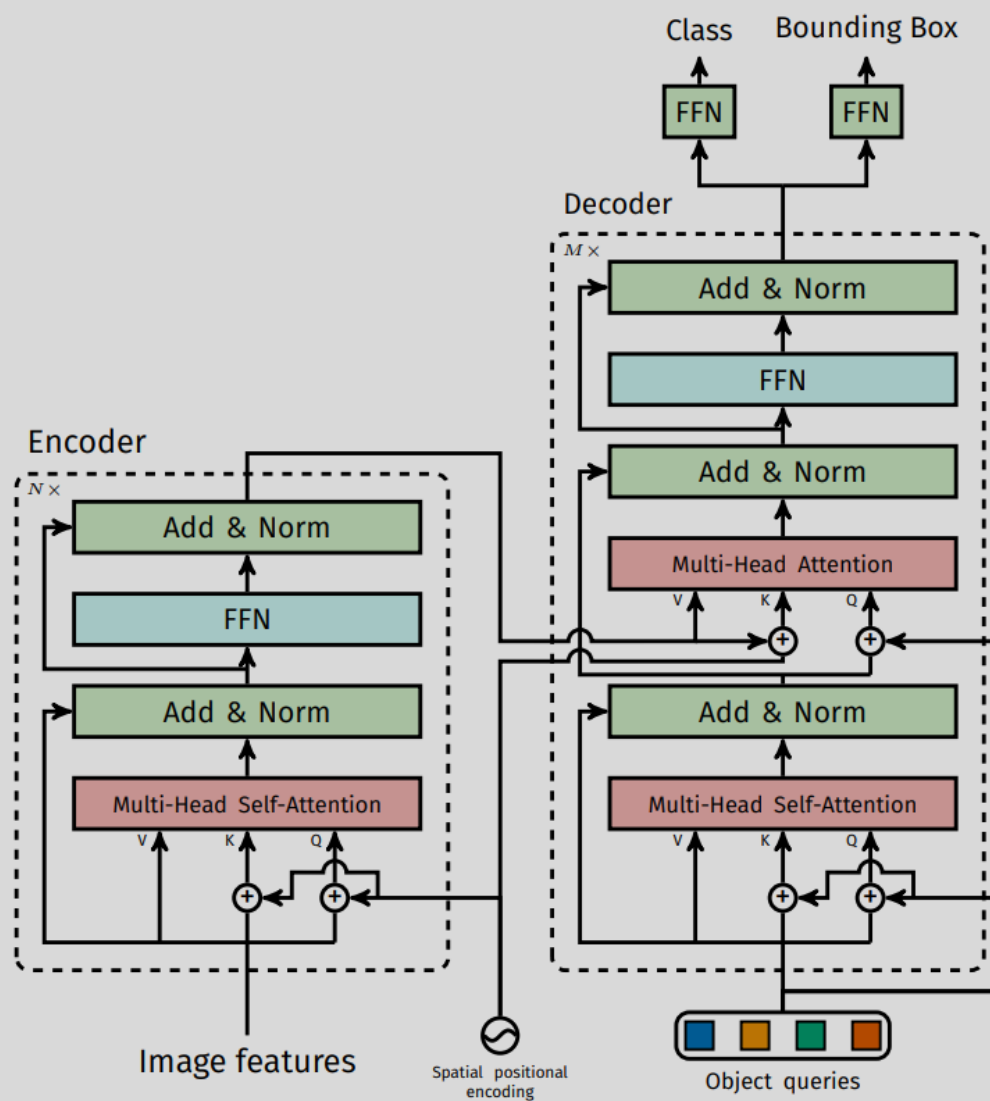 Class
Bounding Box
FFN
FFN
Decoder
M ×
Add & Norm
FFN
Add & Norm
Multi-Head Attention
V
K
Q
Add & Norm
Multi-Head Self-Attention
V
K
Q
Object queries
Encoder
N ×
Add & Norm
FFN
Add & Norm
Multi-Head Self-Attention
V
K
Q
Image features
Spatial positional
encoding